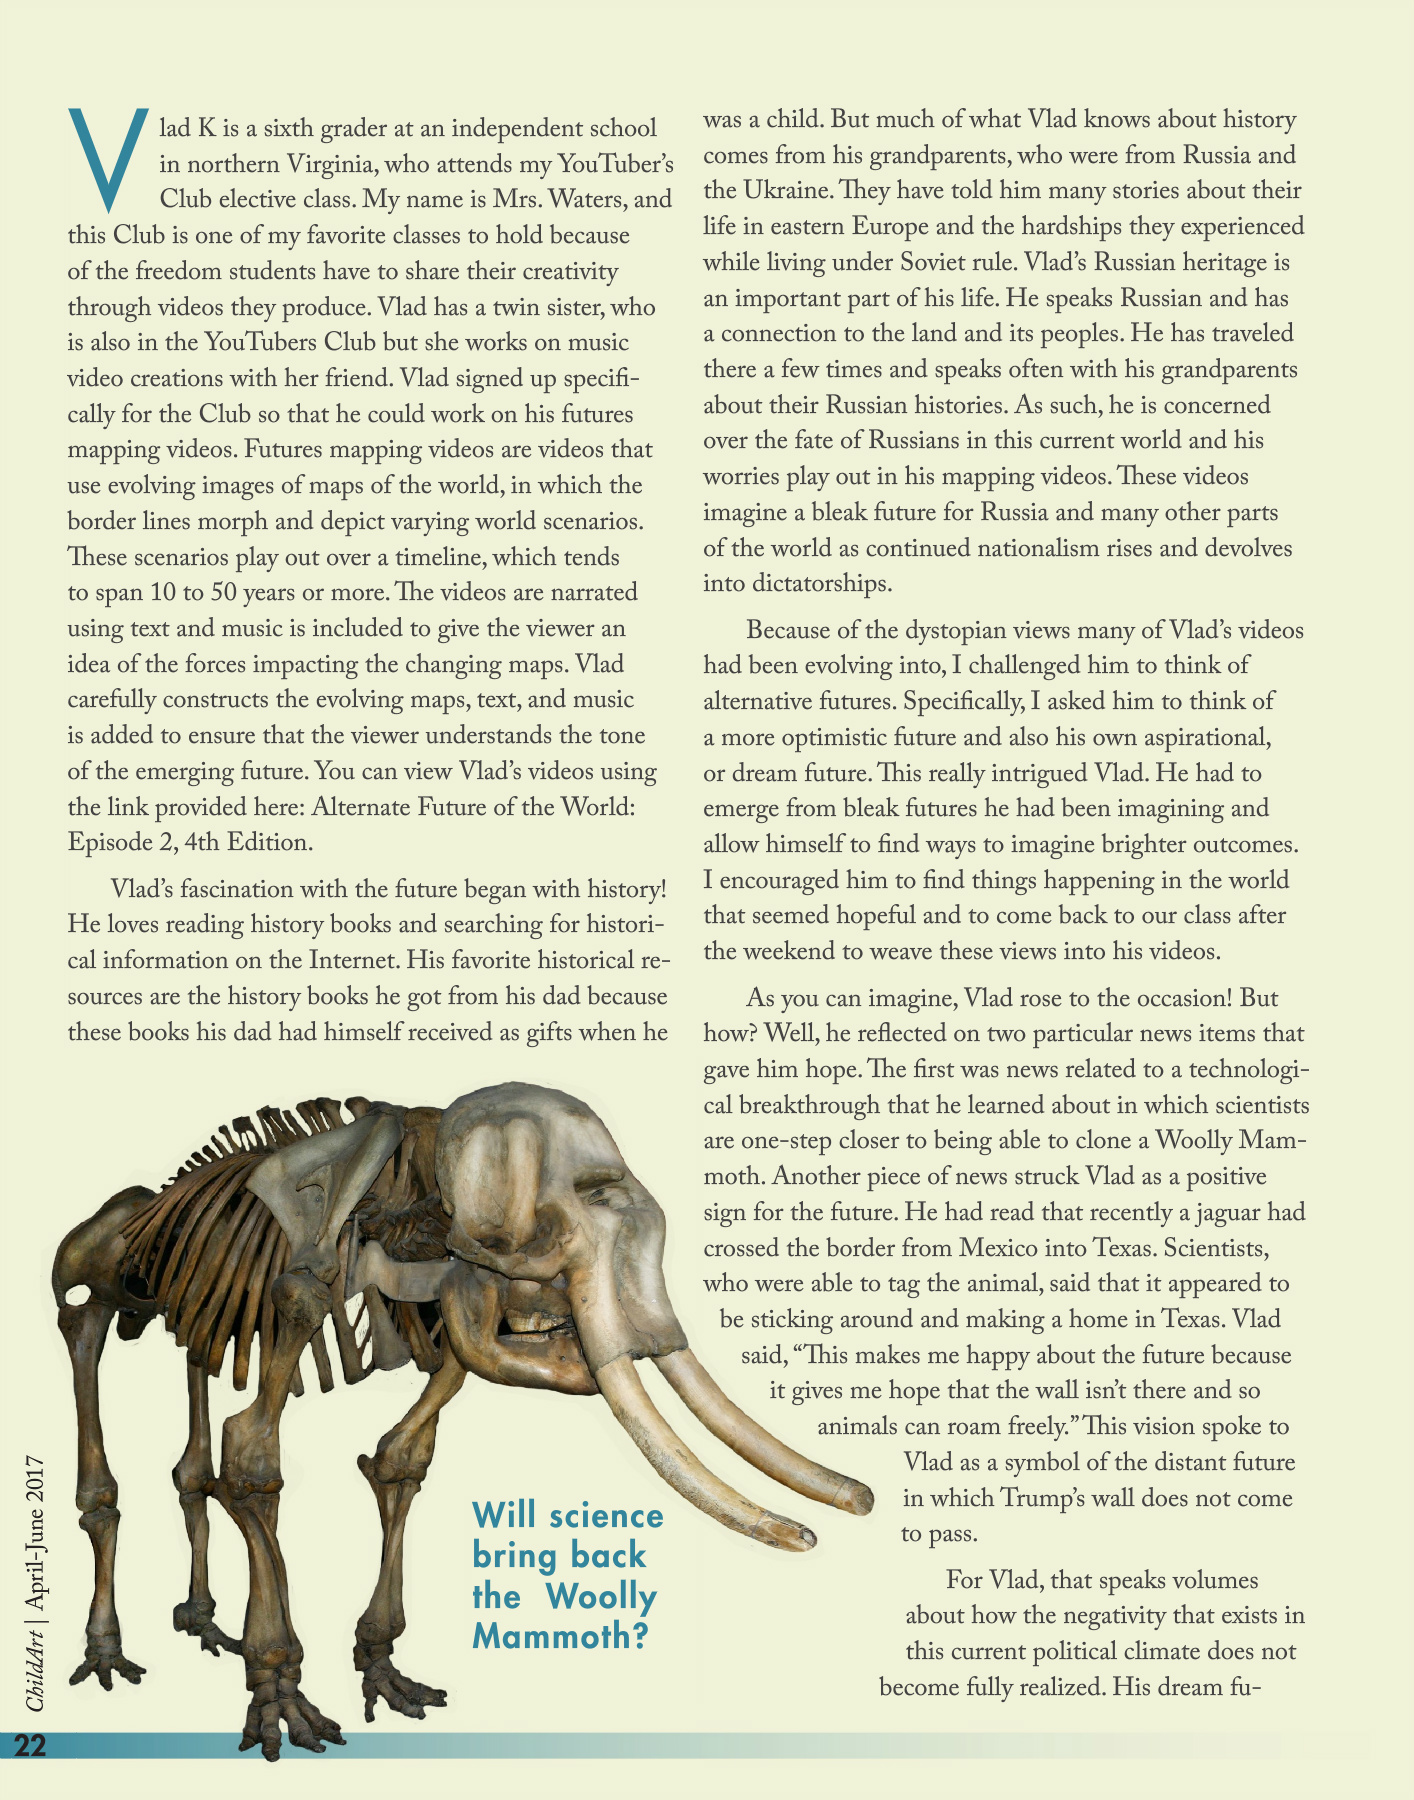 Vlad K is a sixth grader at an independent school
in northern Virginia, who attends my YouTuber's
Club elective class. My name is Mrs. Waters, and
this Club is one of my favorite classes to hold because
of the freedom students have to share their creativity
through videos they produce. Vlad has a twin sister, who
is also in the YouTubers Club but she works on music
video creations with her friend. Vlad signed up specifi-
cally for the Club so that he could work on his futures
mapping videos. Futures mapping videos are videos that
use evolving images of maps of the world, in which the
border lines morph and depict varying world scenarios.
These scenarios play out over a timeline, which tends
to span 10 to 50 years or more. The videos are narrated
using text and music is included to give the viewer an
idea of the forces impacting the changing maps. Vlad
carefully constructs the evolving maps, text, and music
is added to ensure that the viewer understands the tone
of the emerging future. You can view Vlad's videos using
the link provided here: Alternate Future of the World:
Episode 2, 4th Edition.
Vlad's fascination with the future began with history!
He loves reading history books and searching for histori-
cal information on the Internet. His favorite historical re-
sources are the history books he got from his dad because
these books his dad had himself received as gifts when he
was a child. But much of what Vlad knows about history
comes from his grandparents, who were from Russia and
the Ukraine. They have told him many stories about their
life in eastern Europe and the hardships they experienced
while living under Soviet rule. Vlad's Russian heritage is
an important part of his life. He speaks Russian and has
a connection to the land and its peoples. He has traveled
there a few times and speaks often with his grandparents
about their Russian histories. As such, he is concerned
over the fate of Russians in this current world and his
worries play out in his mapping videos. These videos
imagine a bleak future for Russia and many other parts
of the world as continued nationalism rises and devolves
into dictatorships.
Because of the dystopian views many of Vlad's videos
had been evolving into, I challenged him to think of
alternative futures. Specifically, I asked him to think of
a more optimistic future and also his own aspirational,
or dream future. This really intrigued Vlad. He had to
emerge from bleak futures he had been imagining and
allow himself to find ways to imagine brighter outcomes.
I encouraged him to find things happening in the world
that seemed hopeful and to come back to our class after
the weekend to weave these views into his videos.
As you can imagine, Vlad rose to the occasion! But
how? Well, he reflected on two particular news items that
gave him hope. The first was news related to a technologi-
cal breakthrough that he learned about in which scientists
are one-step closer to being able to clone a Woolly Mam-
moth. Another piece of news struck Vlad as a positive
sign for the future. He had read that recently a jaguar had
crossed the border from Mexico into Texas. Scientists,
who were able to tag the animal, said that it appeared to
be sticking around and making a home in Texas. Vlad
said, "This makes me happy about the future because
it gives me hope that the wall isn't there and so
animals can roam freely." This vision spoke to
Vlad as a symbol of the distant future
in which Trump's wall does not come
to pass.
For Vlad, that speaks volumes
about how the negativity that exists in
this current political climate does not
become fully realized. His dream fu-
Will science
bring back
the Woolly
Mammoth?
ChildArt | April-June 2017
22